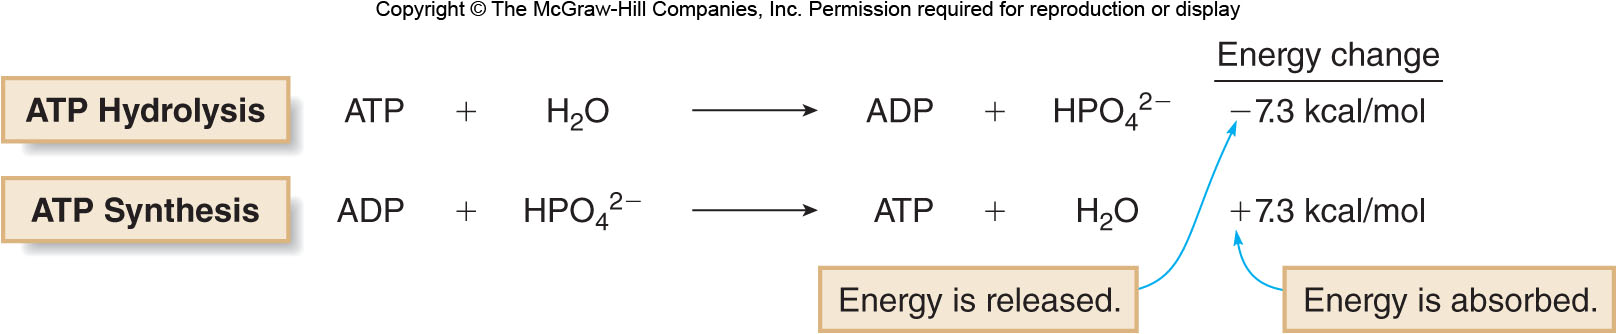 Copyright © The McGraw-Hill Companies, Inc. Permission required for reproduction or display
Energy change
ATP Hydrolysis ATP + H₂O ⟶ ADP + HPO₄²⁻ −7.3 kcal/mol
ATP Synthesis ADP + HPO₄²⁻ ⟶ ATP + H₂O +7.3 kcal/mol
Energy is released. Energy is absorbed.